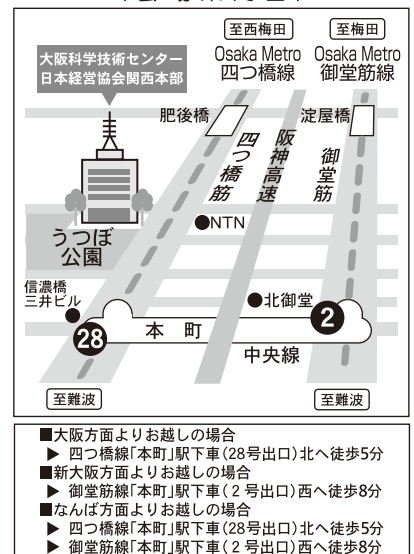 至西梅田
至梅田
Osaka Metro
四つ橋線
Osaka Metro
御堂筋線
大阪科学技術センター
日本経営協会関西本部
肥後橋
淀屋橋
四つ橋筋
阪神高速
御堂筋
●NTN
うつぼ
公園
信濃橋
三井ビル
●北御堂
28
本町
2
中央線
至難波
至難波
■大阪方面よりお越しの場合
▶ 四つ橋線「本町」駅下車(28号出口)北へ徒歩5分
■新大阪方面よりお越しの場合
▶ 御堂筋線「本町」駅下車(2号出口)西へ徒歩8分
■なんば方面よりお越しの場合
▶ 四つ橋線「本町」駅下車(28号出口)北へ徒歩5分
▶ 御堂筋線「本町」駅下車(2号出口)西へ徒歩8分